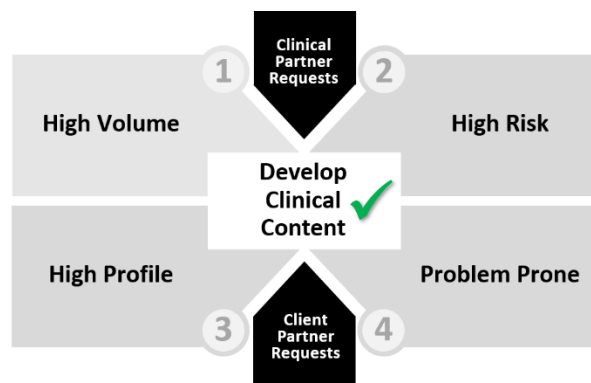 Clinical
Partner
Requests
1
2
High Volume
High Risk
Develop
Clinical
Content
High Profile
Problem Prone
3
4
Client
Partner
Requests